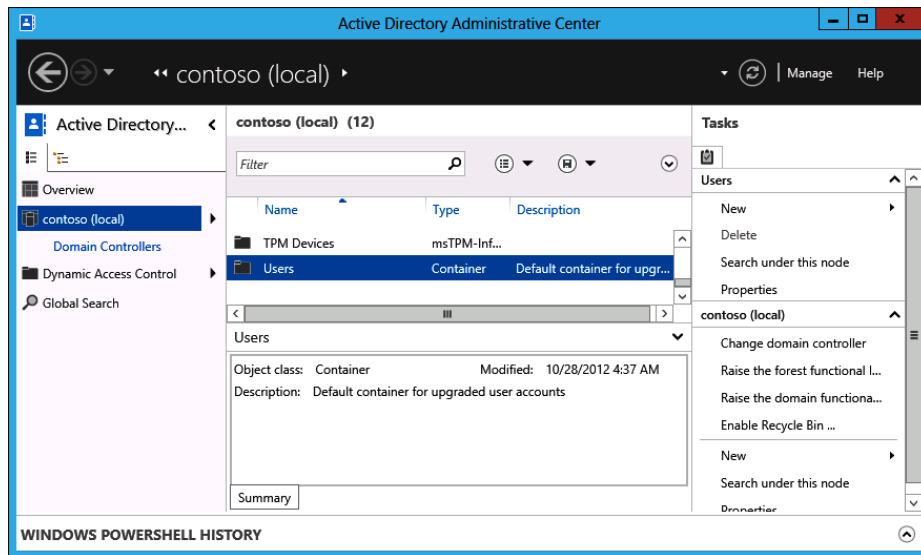 Active Directory Administrative Center
contoso (local)
Manage Help
Active Directory...
Overview
contoso (local)
Domain Controllers
Dynamic Access Control
Global Search
contoso (local) (12)
Filter
Name Type Description
TPM Devices msTPM-Inf...
Users Container Default container for upgr...
Users
Object class: Container Modified: 10/28/2012 4:37 AM
Description: Default container for upgraded user accounts
Summary
Tasks
Users
New
Delete
Search under this node
Properties
contoso (local)
Change domain controller
Raise the forest functional l...
Raise the domain functiona...
Enable Recycle Bin ...
New
Search under this node
Properties
WINDOWS POWERSHELL HISTORY